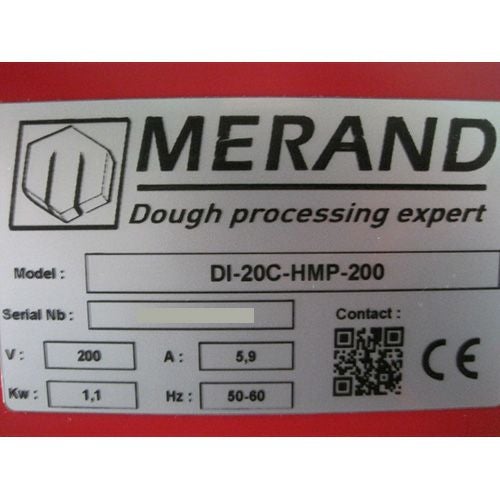 MERAND
Dough processing expert
Model : DI-20C-HMP-200
Serial Nb :
Contact :
V : 200 A : 5,9
Kw : 1,1 Hz : 50-60
CE